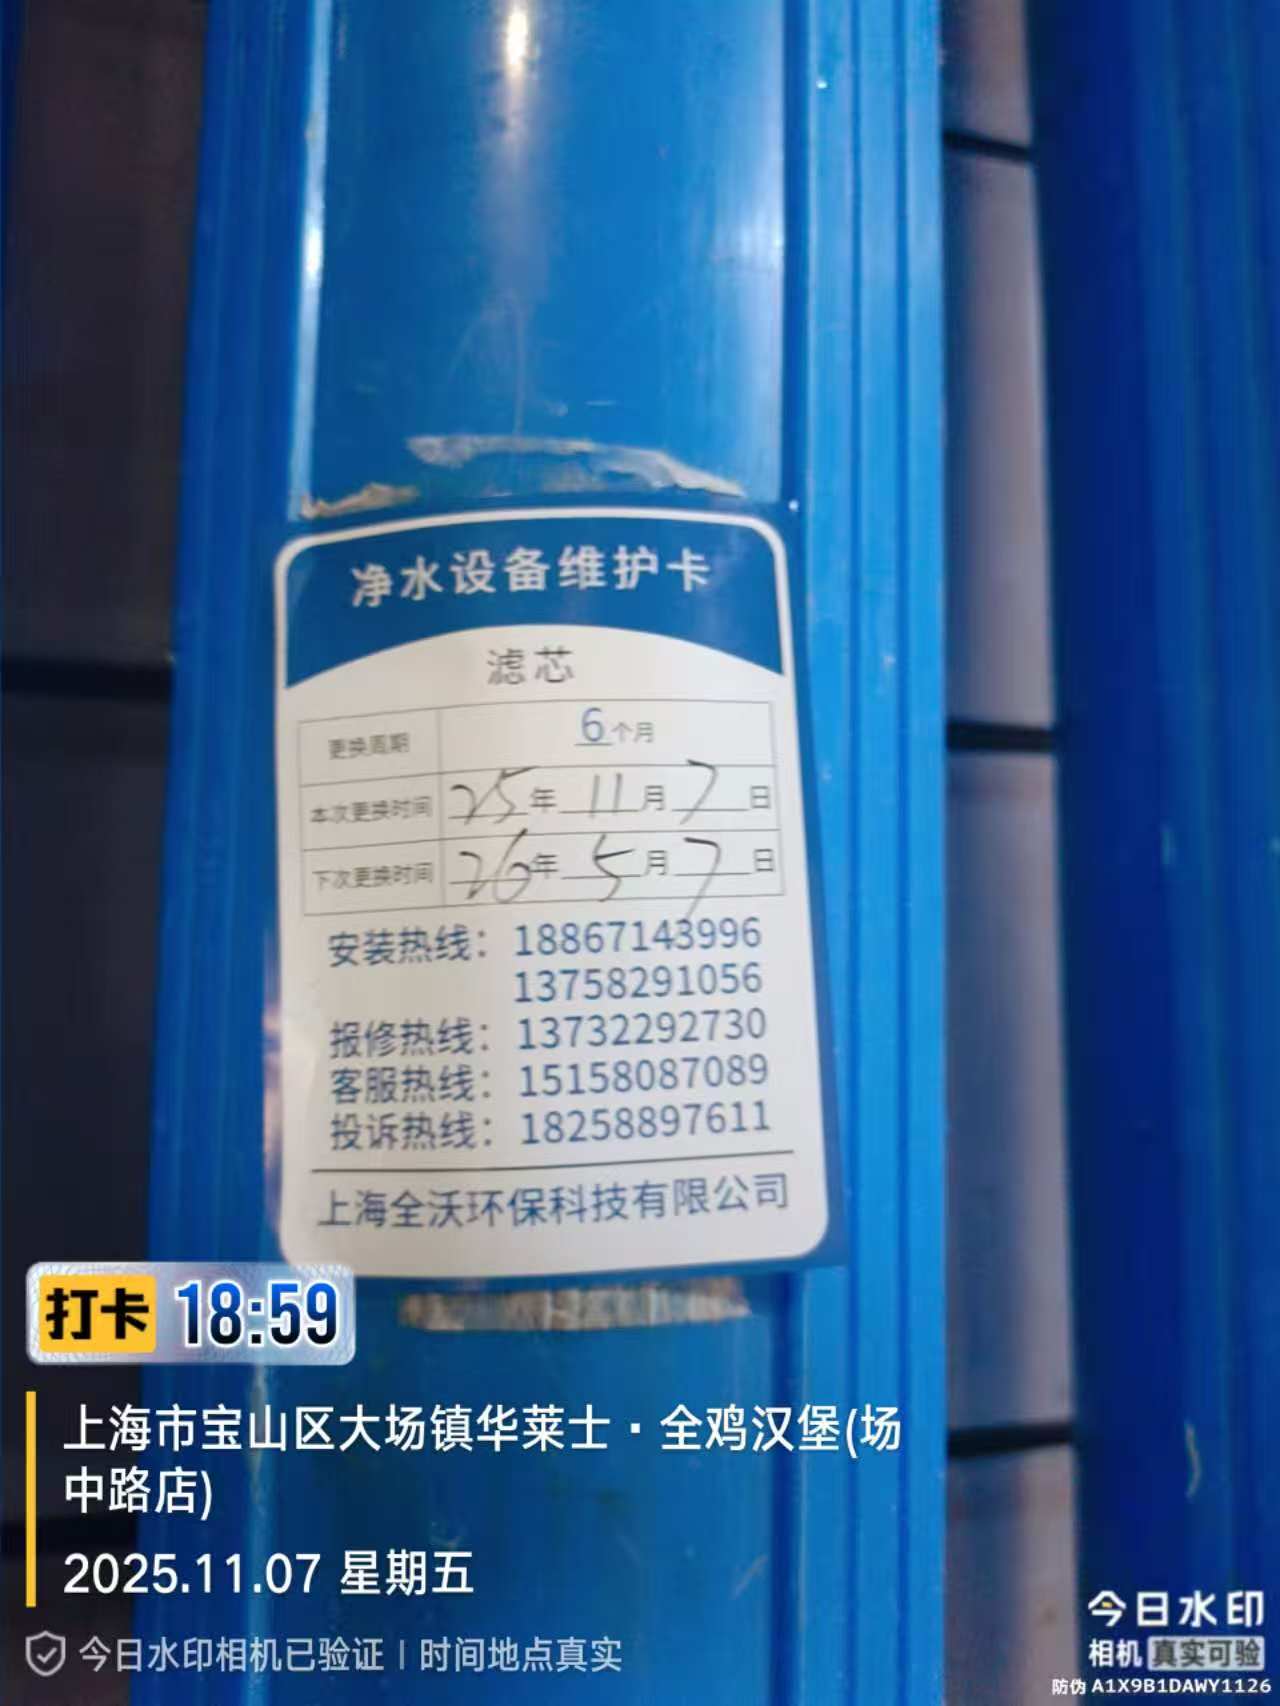 净水设备维护卡
滤芯
更换周期 6个月
本次更换时间 25年11月7日
下次更换时间 26年5月7日
安装热线：18867143996
13758291056
报修热线：13732292730
客服热线：15158087089
投诉热线：18258897611
上海全沃环保科技有限公司
打卡 18:59
上海市宝山区大场镇华莱士·全鸡汉堡(场
中路店)
2025.11.07 星期五
今日水印相机已验证 | 时间地点真实
今日水印
相机 真实可验
防伪 A1X9B1DAWY1126